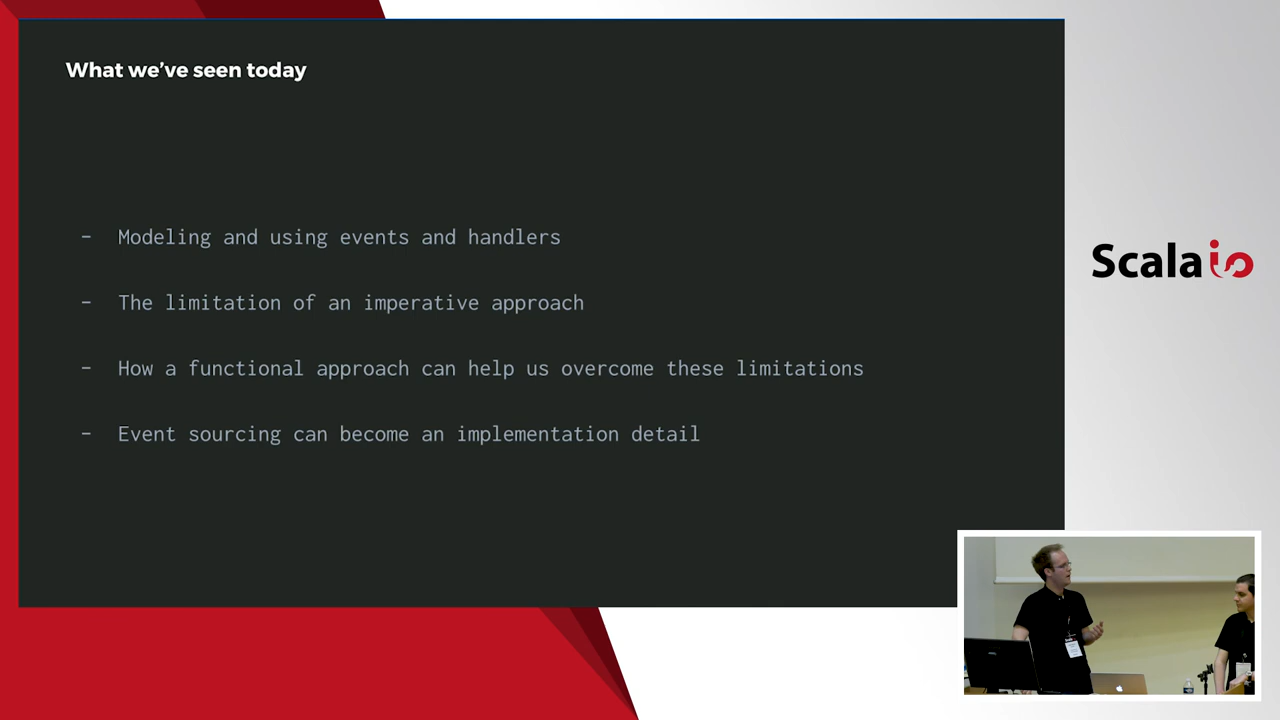 What we've seen today
- Modeling and using events and handlers
- The limitation of an imperative approach
- How a functional approach can help us overcome these limitations
- Event sourcing can become an implementation detail
Scala io